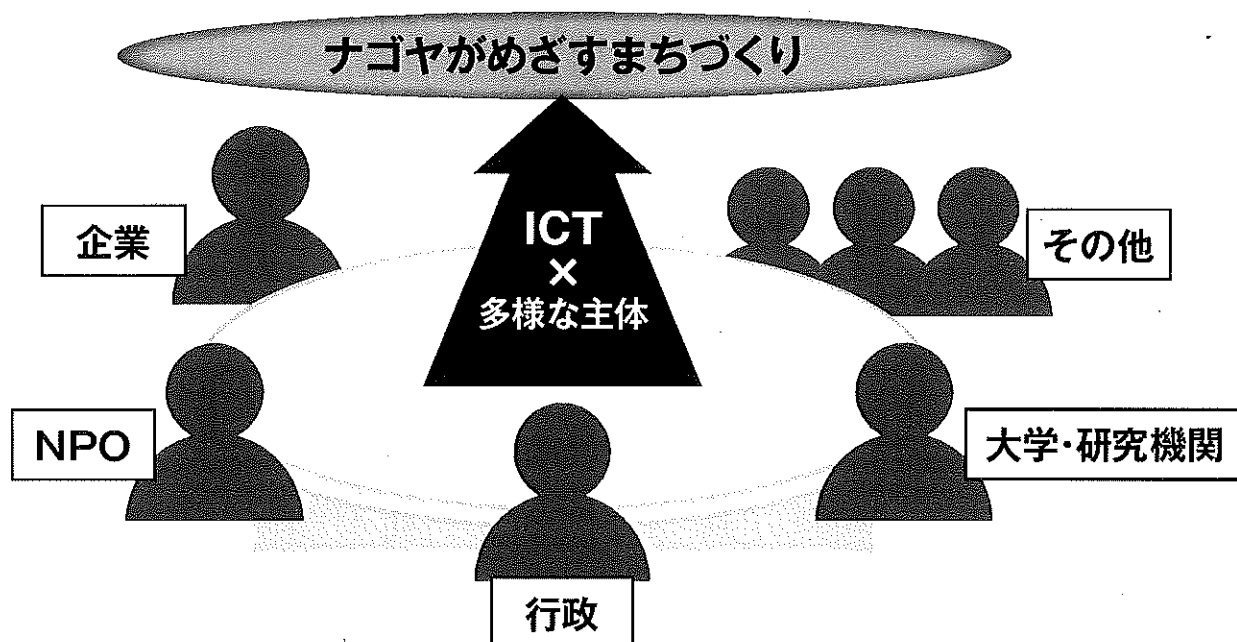 ナゴヤがめざすまちづくり
企業
ICT
×
多様な主体
その他
NPO
大学・研究機関
行政